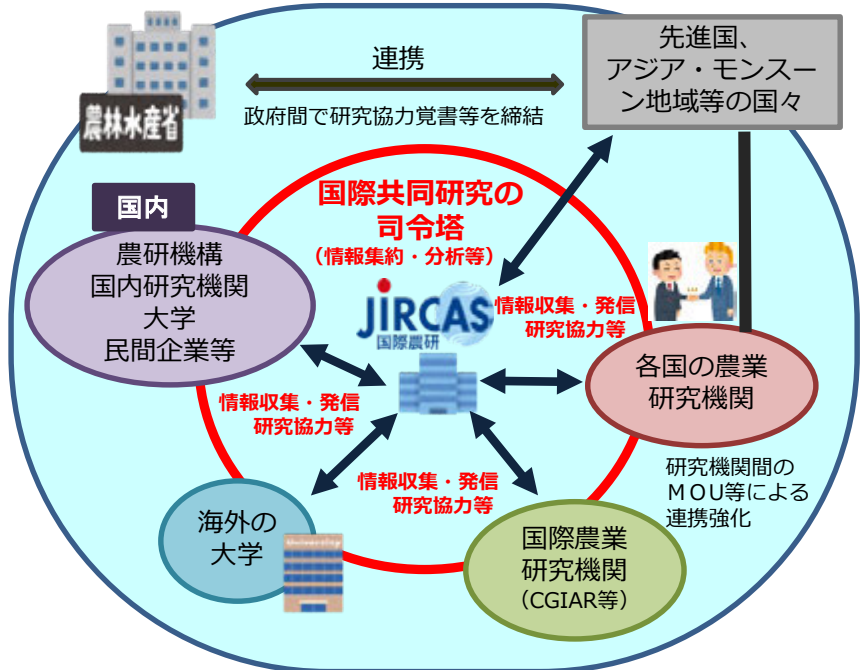 連携
政府間で研究協力覚書等を締結
先進国、
アジア・モンスー
ン地域等の国々
農林水産省
国内
農研機構
国内研究機関
大学
民間企業等
国際共同研究の
司令塔
（情報集約・分析等）
JIRCAS
国際農研
情報収集・発信
研究協力等
各国の農業
研究機関
情報収集・発信
研究協力等
情報収集・発信
研究協力等
研究機関間の
ＭＯＵ等による
連携強化
海外の
大学
University
国際農業
研究機関
（CGIAR等）